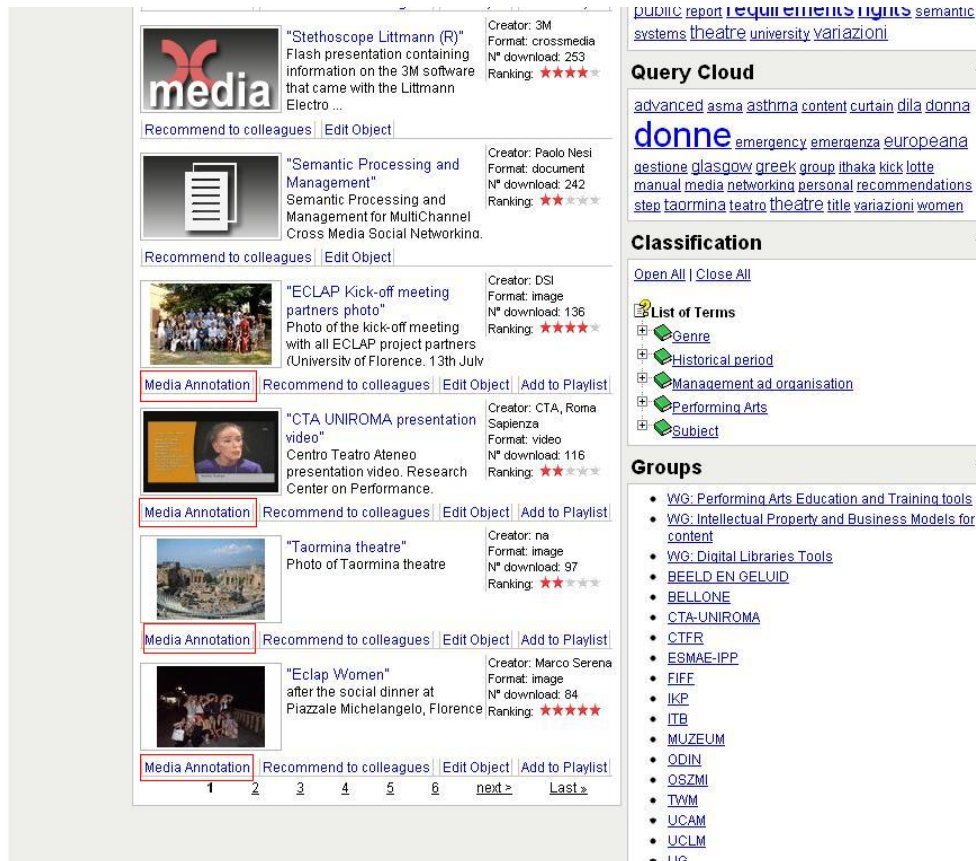 "Stethoscope Littmann (R)"
Flash presentation containing
information on the 3M software
that came with the Littmann
Electro ...
Creator: 3M
Format: crossmedia
N° download: 253
Ranking:
media
Recommend to colleagues Edit Object
"Semantic Processing and
Management"
Semantic Processing and
Management for MultiChannel
Cross Media Social Networking.
Creator: Paolo Nesi
Format: document
N° download: 242
Ranking:
Recommend to colleagues Edit Object
"ECLAP Kick-off meeting
partners photo"
Photo of the kick-off meeting
with all ECLAP project partners
(University of Florence. 13th July
Creator: DSI
Format: image
N° download: 136
Ranking:
Media Annotation Recommend to colleagues Edit Object Add to Playlist
"CTA UNIROMA presentation
video"
Centro Teatro Ateneo
presentation video. Research
Center on Performance.
Creator: CTA, Roma
Sapienza
Format: video
N° download: 116
Ranking:
Media Annotation Recommend to colleagues Edit Object Add to Playlist
"Taormina theatre"
Photo of Taormina theatre
Creator: na
Format: image
N° download: 97
Ranking:
Media Annotation Recommend to colleagues Edit Object Add to Playlist
"Eclap Women"
after the social dinner at
Piazzale Michelangelo, Florence
Creator: Marco Serena
Format: image
N° download: 84
Ranking:
Media Annotation Recommend to colleagues Edit Object Add to Playlist
1 2 3 4 5 6 next > Last »
public report requirements rights semantic
systems theatre university variazioni
Query Cloud
advanced asma asthma content curtain dila donna
donne emergency emergenza europeana
gestione glasgow greek group ithaka kick lotte
manual media networking personal recommendations
step taormina teatro theatre title variazioni women
Classification
Open All | Close All
List of Terms
Genre
Historical period
Management ad organisation
Performing Arts
Subject
Groups
WG: Performing Arts Education and Training tools
WG: Intellectual Property and Business Models for
content
WG: Digital Libraries Tools
BEELD EN GELUID
BELLONE
CTA-UNIROMA
CTFR
ESMAE-IPP
FIFF
IKP
ITB
MUZEUM
ODIN
OSZMI
TWM
UCAM
UCLM